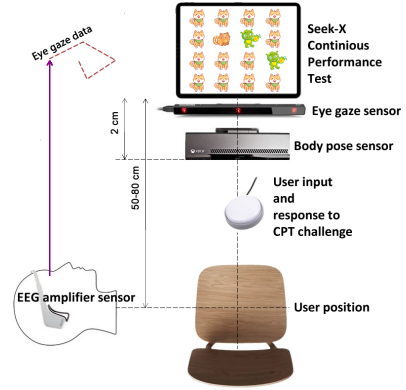 Eye gaze data
Seek-X
Continious
Performance
Test
Eye gaze sensor
2 cm
Body pose sensor
50-80 cm
XBOX
User input
and
response to
CPT challenge
EEG amplifier sensor
User position